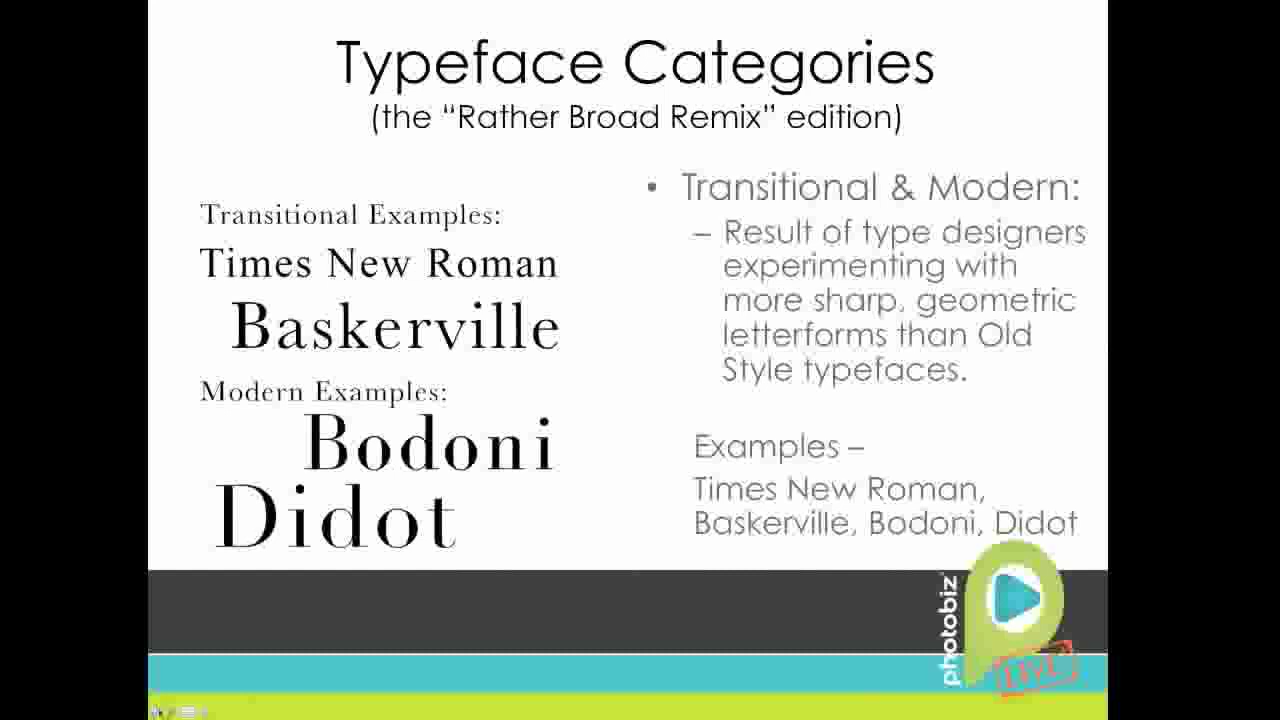 Typeface Categories
(the “Rather Broad Remix” edition)
Transitional Examples:
Times New Roman
Baskerville
Modern Examples:
Bodoni
Didot
• Transitional & Modern:
– Result of type designers
experimenting with
more sharp, geometric
letterforms than Old
Style typefaces.
Examples –
Times New Roman,
Baskerville, Bodoni, Didot
photobiz
LIVE